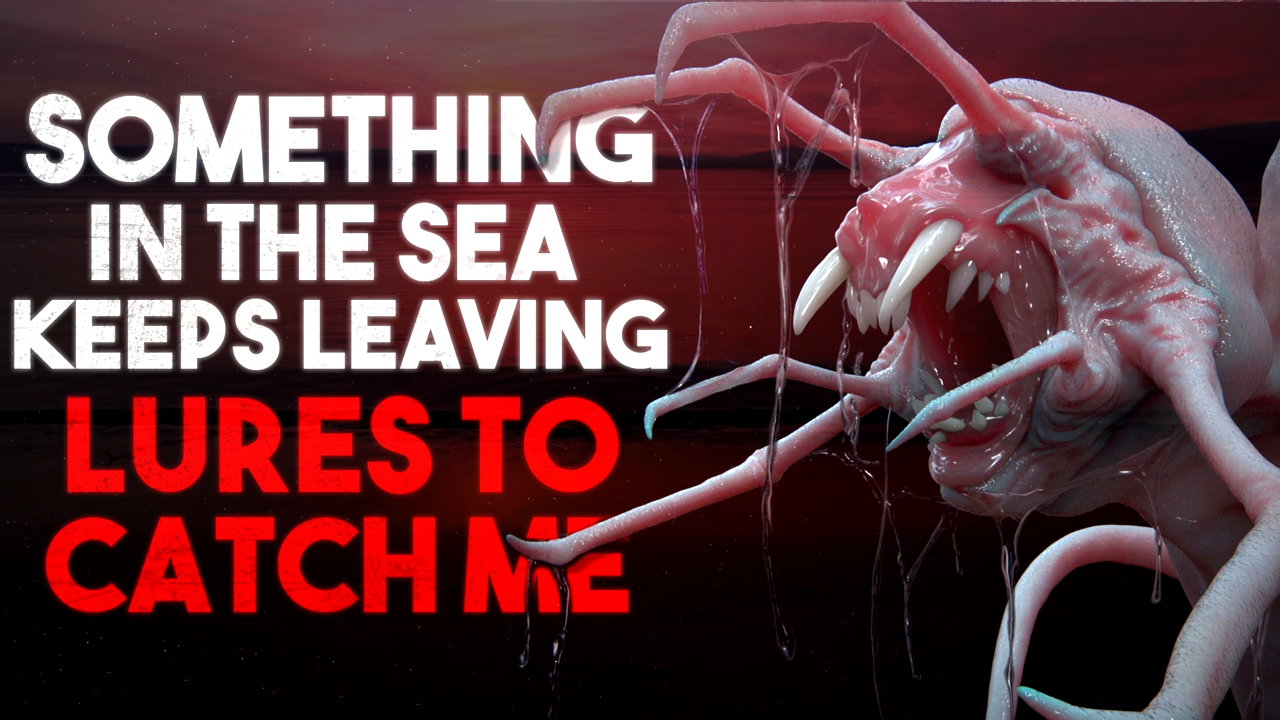 SOMETHING
IN THE SEA
KEEPS LEAVING
LURES TO
CATCH ME